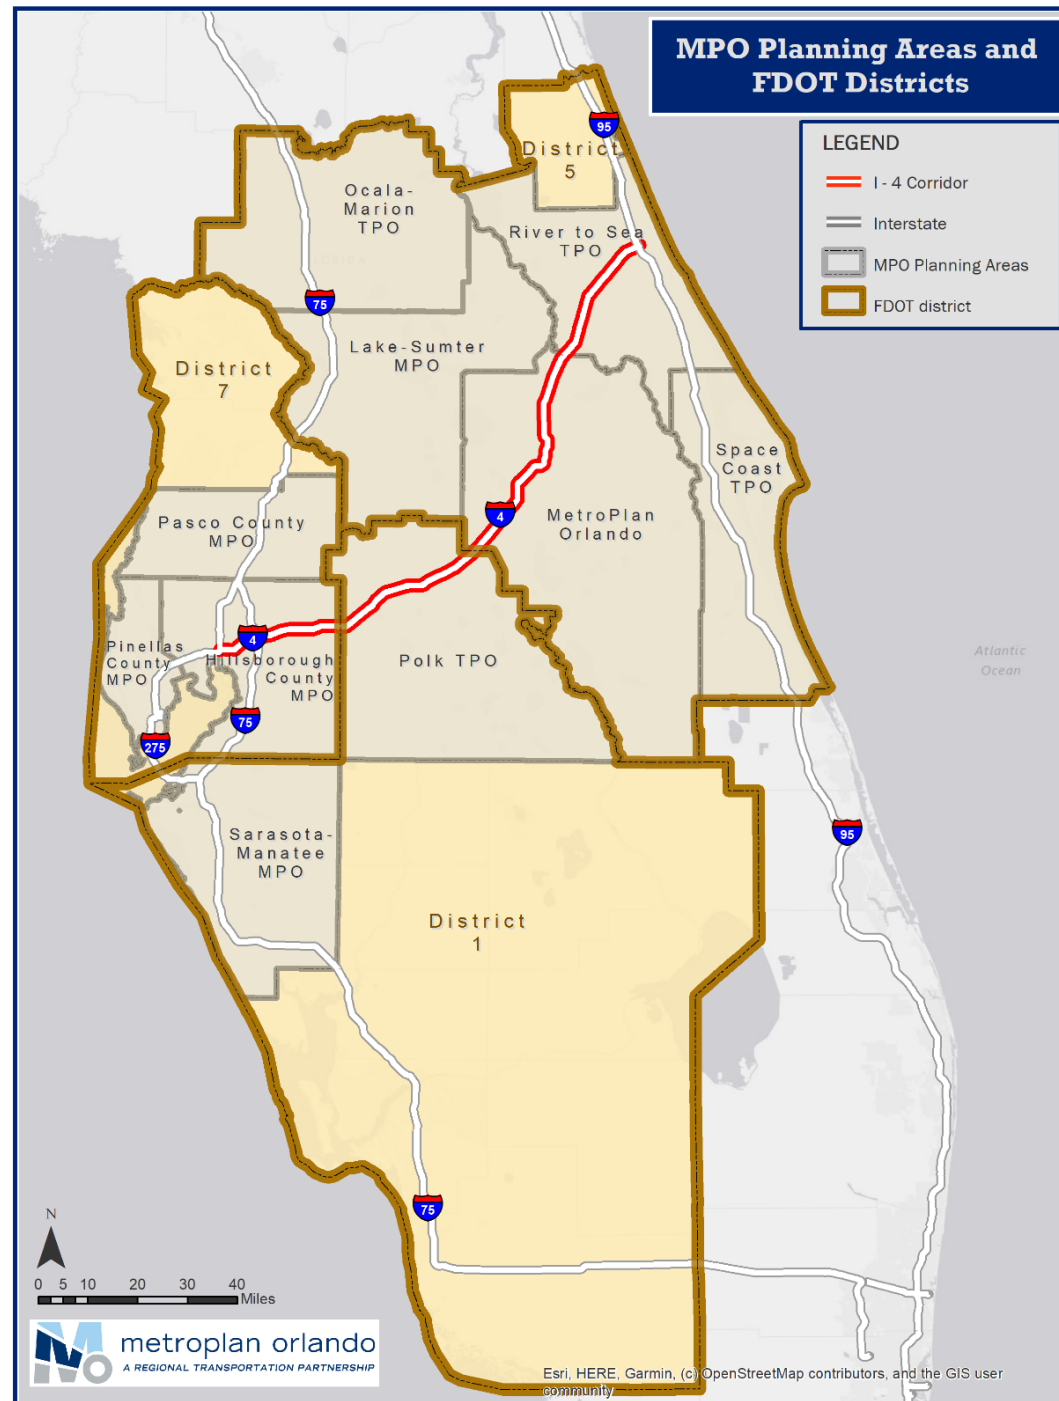 MPO Planning Areas and
FDOT Districts
LEGEND
I - 4 Corridor
Interstate
MPO Planning Areas
FDOT district
95
District
5
Ocala-
Marion
TPO
River to Sea
TPO
75
Lake-Sumter
MPO
District
7
Space
Coast
TPO
4
MetroPlan
Orlando
Pasco County
MPO
4
Pinellas
County
MPO
Hillsborough
County
MPO
Polk TPO
Atlantic
Ocean
75
275
Sarasota-
Manatee
MPO
95
District
1
75
N
0 5 10 20 30 40
Miles
metroplan orlando
A REGIONAL TRANSPORTATION PARTNERSHIP
Esri, HERE, Garmin, (c) OpenStreetMap contributors, and the GIS user
community